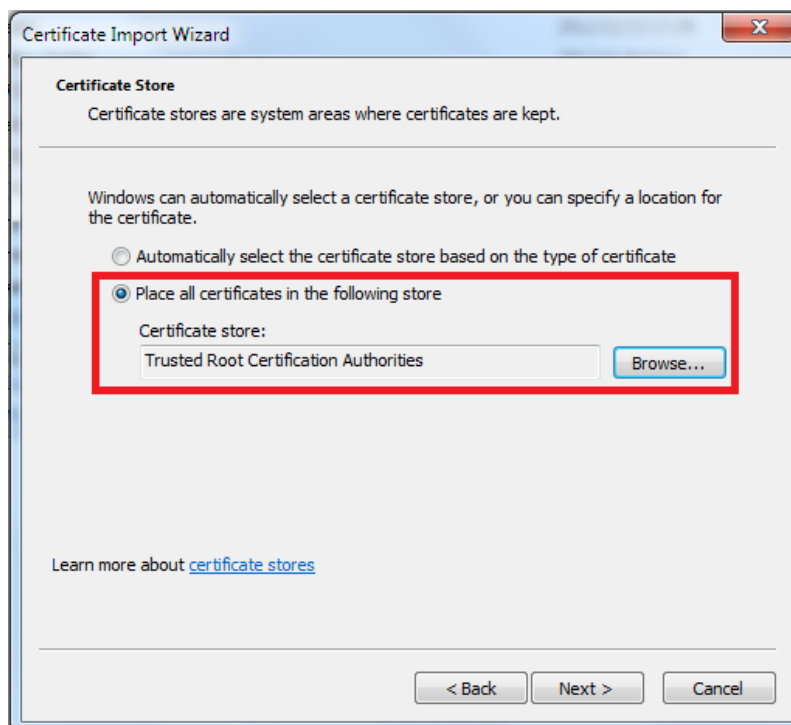 Certificate Import Wizard
Certificate Store
Certificate stores are system areas where certificates are kept.
Windows can automatically select a certificate store, or you can specify a location for
the certificate.
Automatically select the certificate store based on the type of certificate
Place all certificates in the following store
Certificate store:
Trusted Root Certification Authorities
Browse...
Learn more about certificate stores
< Back
Next >
Cancel